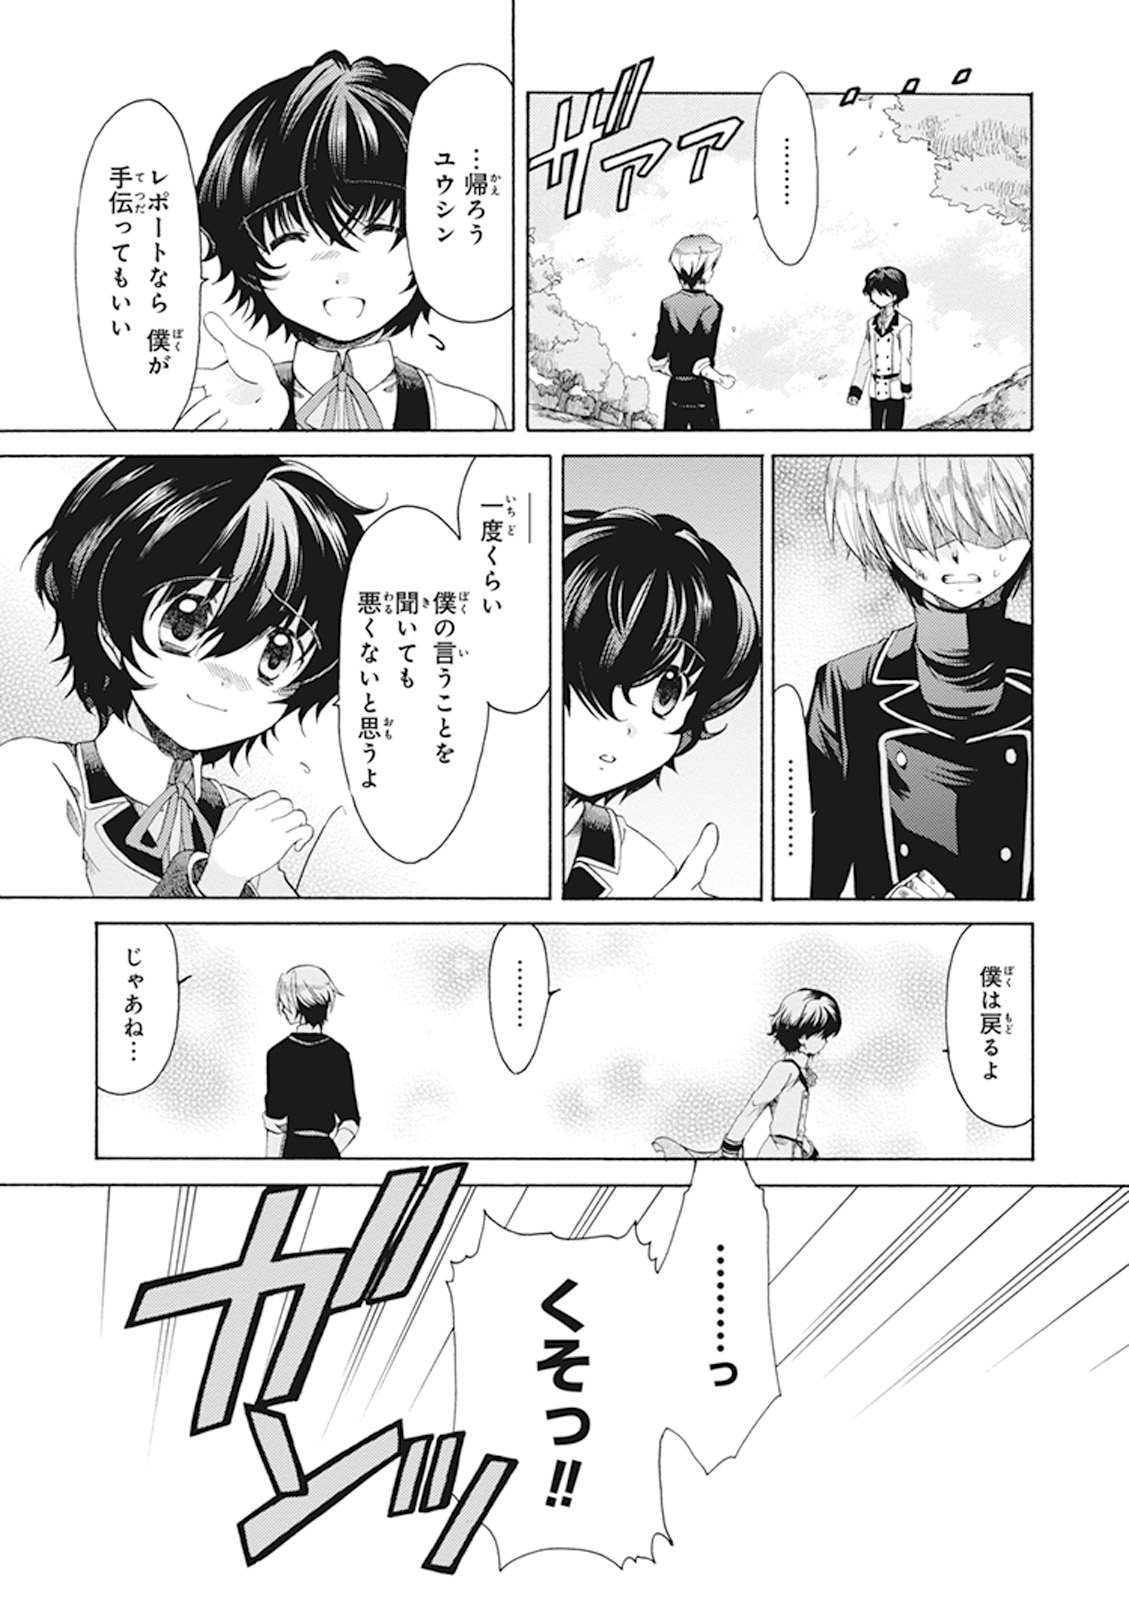 ザァァ
…………
…帰ろう
ユウシン
レポートなら 僕が
手伝ってもいい
…………
一度くらい
僕の言うことを
聞いても
悪くないと思うよ
僕は戻るよ
…………
じゃあね…
…………っ
くそっ!!
ガンッ